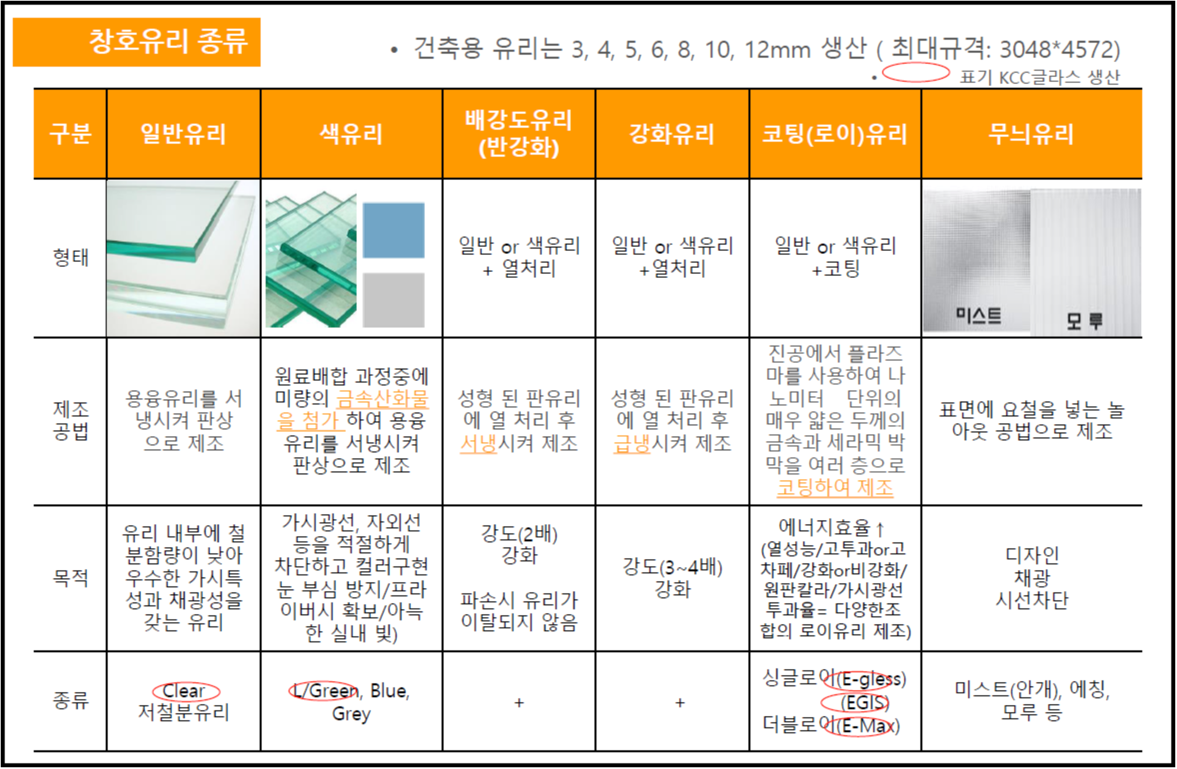 창호유리 종류
• 건축용 유리는 3, 4, 5, 6, 8, 10, 12mm 생산 ( 최대규격: 3048*4572)
• 표기 KCC글라스 생산
구분
일반유리
색유리
배강도유리
(반강화)
강화유리
코팅(로이)유리
무늬유리
형태
일반 or 색유리
+ 열처리
일반 or 색유리
+열처리
일반 or 색유리
+코팅
미스트
모루
제조
공법
용융유리를 서
냉시켜 판상
으로 제조
원료배합 과정중에
미량의 금속산화물
을 첨가 하여 용융
유리를 서냉시켜
판상으로 제조
성형 된 판유리
에 열 처리 후
서냉시켜 제조
성형 된 판유리
에 열 처리 후
급냉시켜 제조
진공에서 플라즈
마를 사용하여 나
노미터 단위의
매우 얇은 두께의
금속과 세라믹 박
막을 여러 층으로
코팅하여 제조
표면에 요철을 넣는 놀
아웃 공법으로 제조
목적
유리 내부에 철
분함량이 낮아
우수한 가시특
성과 채광성을
갖는 유리
가시광선, 자외선
등을 적절하게
차단하고 컬러구현
눈 부심 방지/프라
이버시 확보/아늑
한 실내 빛)
강도(2배)
강화
파손시 유리가
이탈되지 않음
강도(3~4배)
강화
에너지효율↑
(열성능/고투과or고
차폐/강화or비강화/
원판칼라/가시광선
투과율= 다양한조
합의 로이유리 제조)
디자인
채광
시선차단
종류
Clear
저철분유리
L/Green, Blue,
Grey
+
+
싱글로이(E-gless)
(EGIS)
더블로이(E-Max)
미스트(안개), 에칭,
모루 등